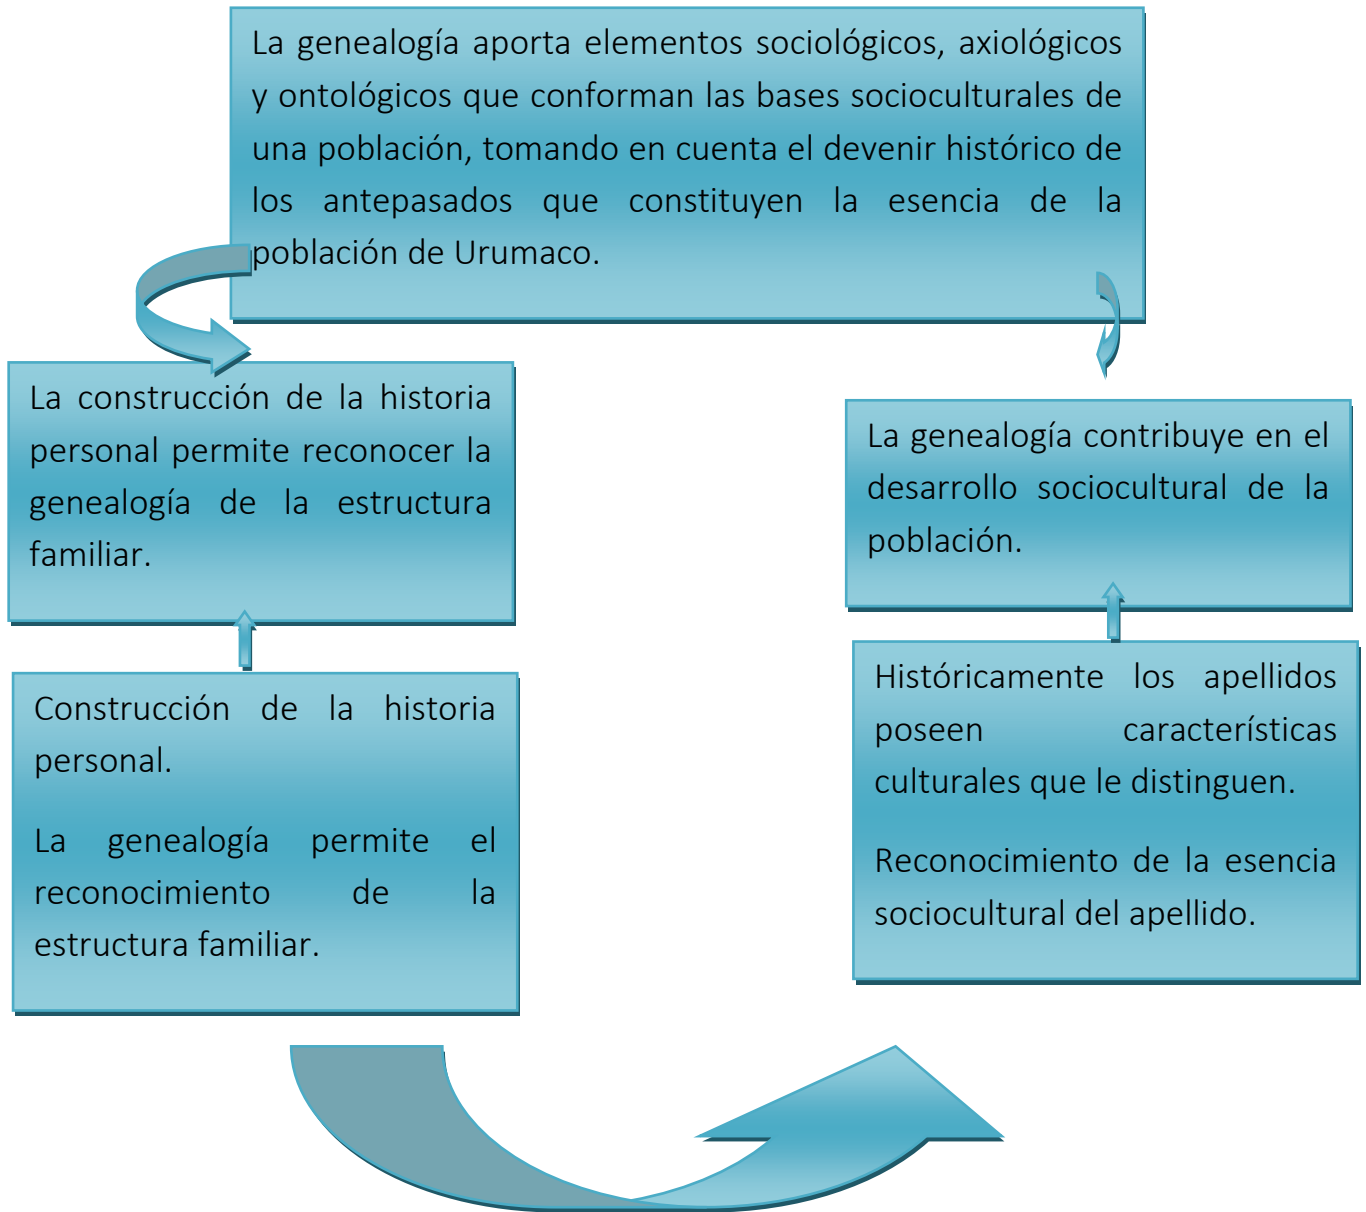 La genealogía aporta elementos sociológicos, axiológicos
y ontológicos que conforman las bases socioculturales de
una población, tomando en cuenta el devenir histórico de
los antepasados que constituyen la esencia de la
población de Urumaco.
La construcción de la historia
personal permite reconocer la
genealogía de la estructura
familiar.
La genealogía contribuye en el
desarrollo sociocultural de la
población.
Construcción de la historia
personal.
La genealogía permite el
reconocimiento de la
estructura familiar.
Históricamente los apellidos
poseen características
culturales que le distinguen.
Reconocimiento de la esencia
sociocultural del apellido.